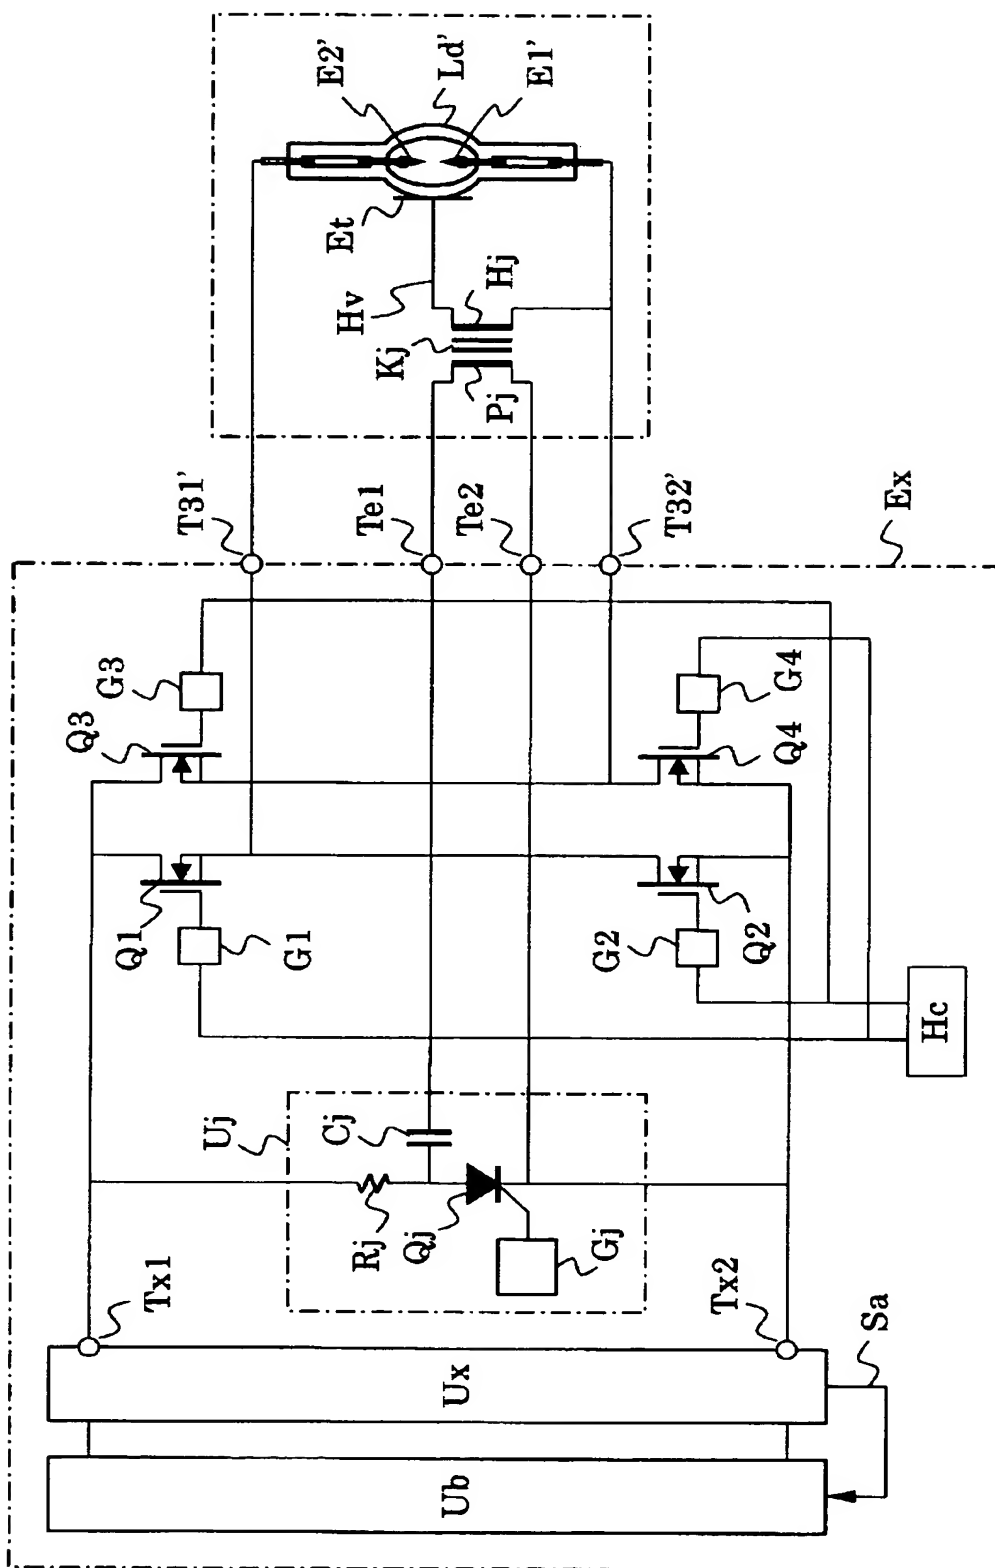 Ub
Ux
Sa
Tx1
Tx2
Uj
Rj
Cj
Qj
Gj
Q1
G1
G2
Q2
Hc
Q3
G3
G4
Q4
Ex
T31'
Te1
Te2
T32'
Hv
Kj
Pj
Hj
Et
E2'
Ld'
E1'